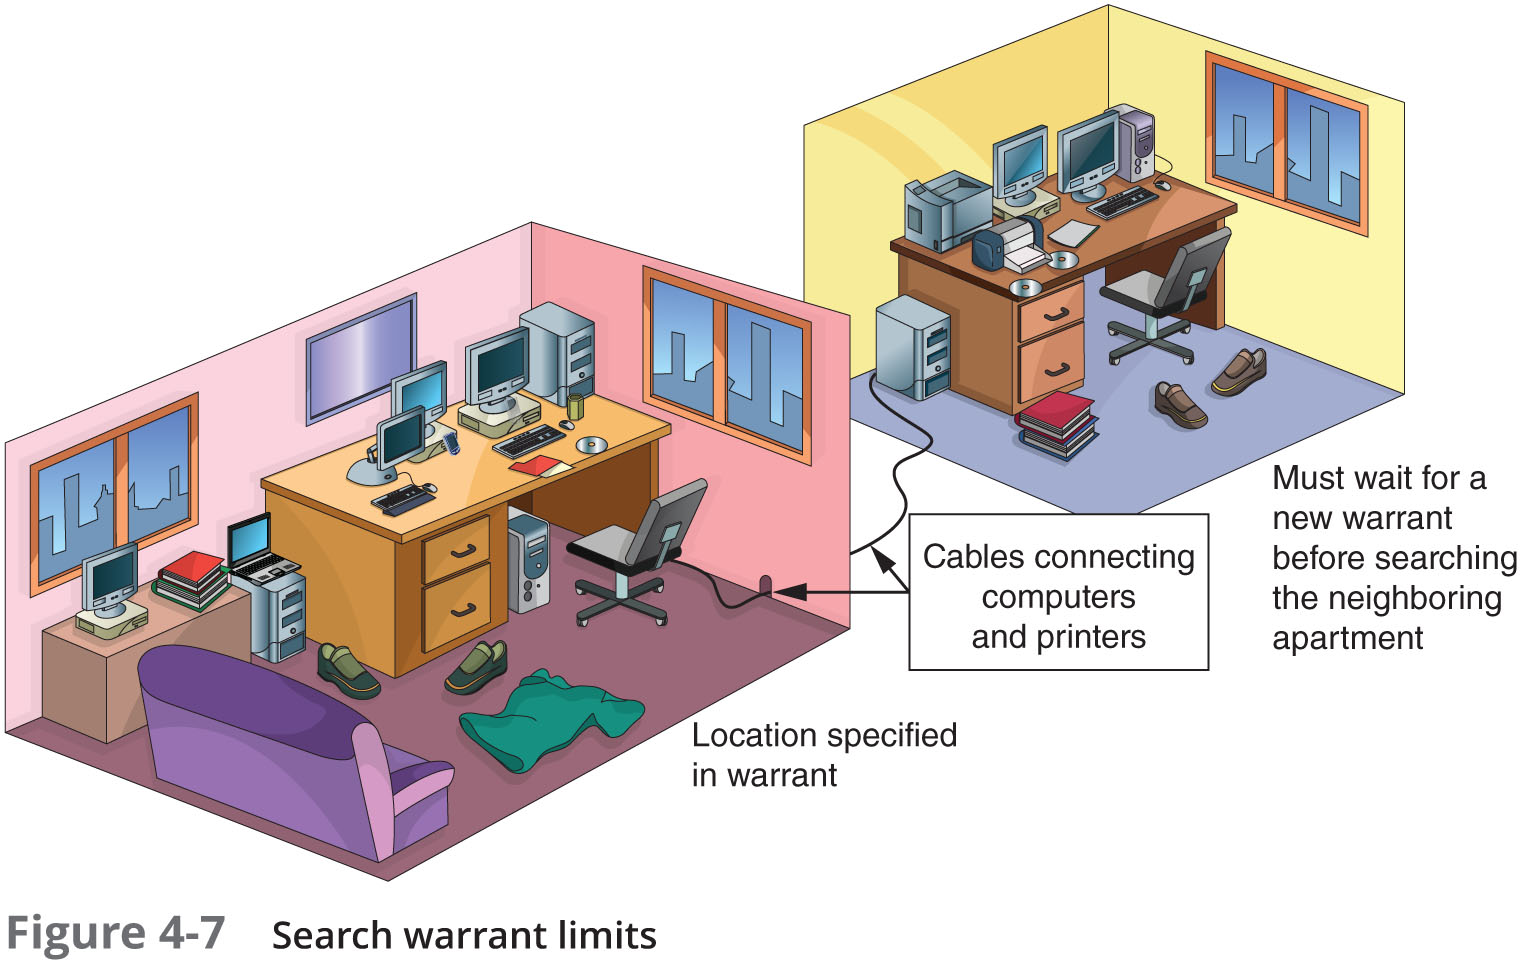 Must wait for a
new warrant
before searching
the neighboring
apartment
Cables connecting
computers
and printers
Location specified
in warrant
Figure 4-7 Search warrant limits